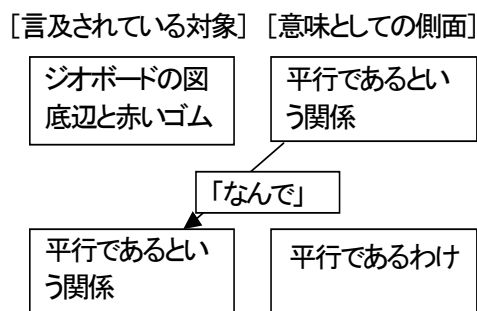 ［言及されている対象］ ［意味としての側面］
ジオボードの図
底辺と赤いゴム
平行であるとい
う関係
「なんで」
平行であるとい
う関係
平行であるわけ